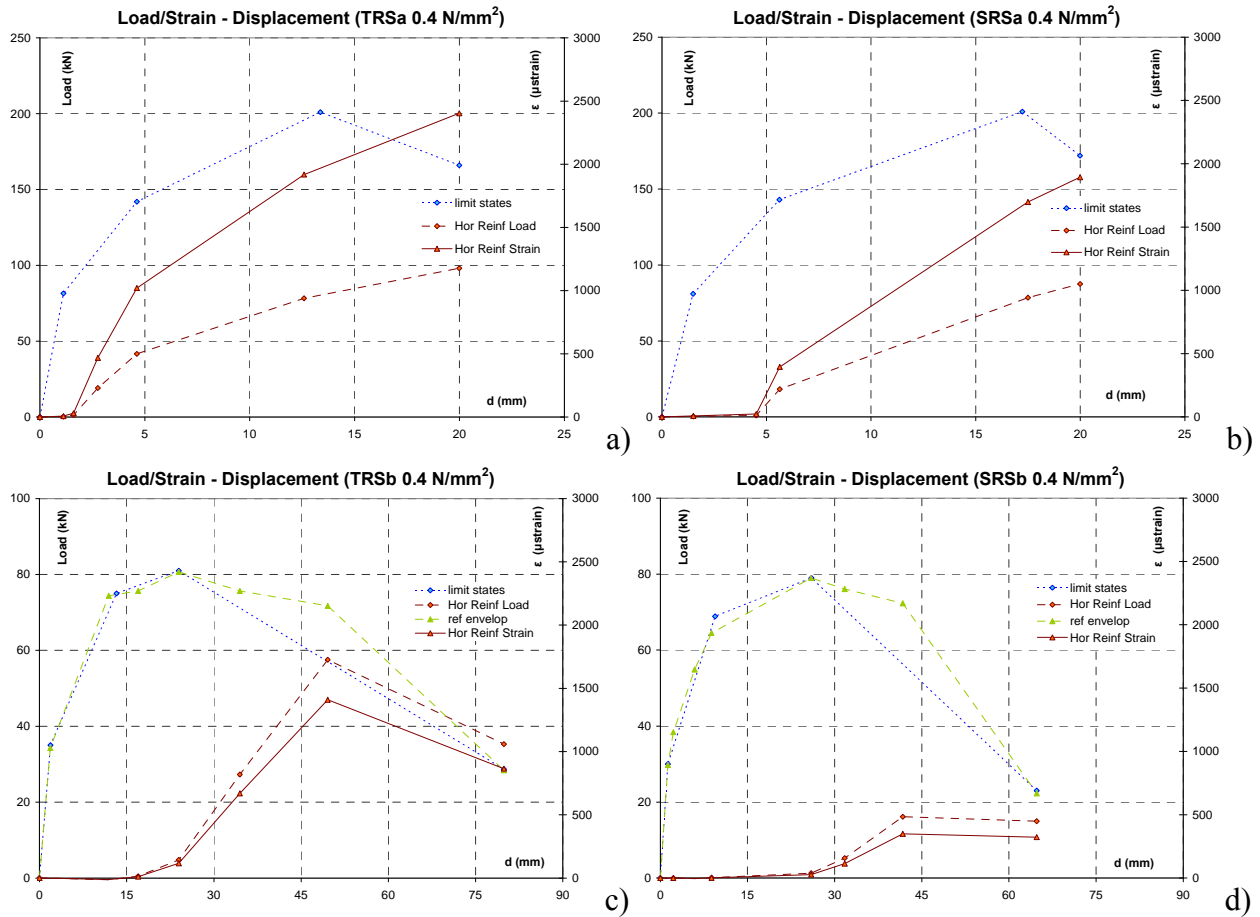 Load/Strain - Displacement (TRSa 0.4 N/mm²)
250
200
150
100
50
0
Load (kN)
ε (μstrain)
3000
2500
2000
1500
1000
500
0
limit states
Hor Reinf Load
Hor Reinf Strain
d (mm)
0 5 10 15 20 25
a)
Load/Strain - Displacement (SRSa 0.4 N/mm²)
250
200
150
100
50
0
Load (kN)
ε (μstrain)
3000
2500
2000
1500
1000
500
0
limit states
Hor Reinf Load
Hor Reinf Strain
d (mm)
0 5 10 15 20 25
b)
Load/Strain - Displacement (TRSb 0.4 N/mm²)
100
80
60
40
20
0
Load (kN)
ε (μstrain)
3000
2500
2000
1500
1000
500
0
limit states
Hor Reinf Load
ref envelop
Hor Reinf Strain
d (mm)
0 15 30 45 60 75 90
c)
Load/Strain - Displacement (SRSb 0.4 N/mm²)
100
80
60
40
20
0
Load (kN)
ε (μstrain)
3000
2500
2000
1500
1000
500
0
limit states
Hor Reinf Load
ref envelop
Hor Reinf Strain
d (mm)
0 15 30 45 60 75 90
d)